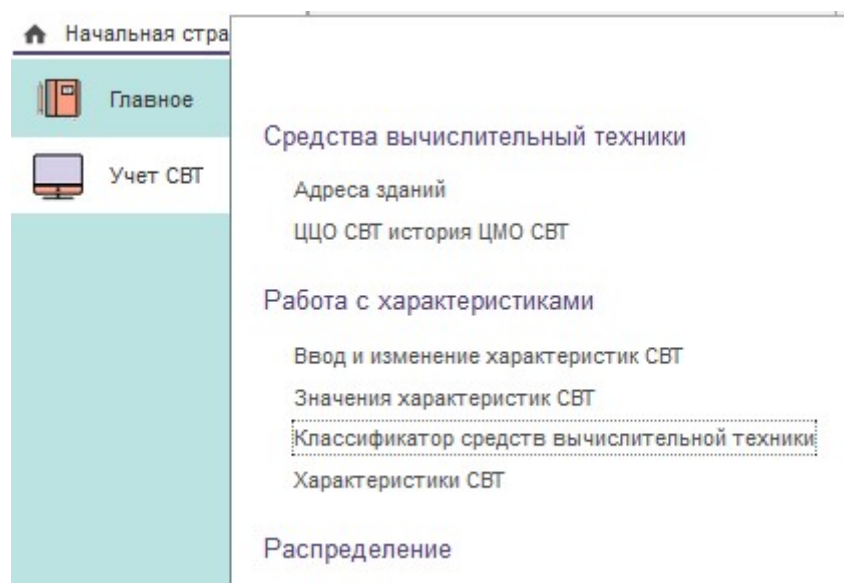 Начальная стра
Главное
Учет СВТ
Средства вычислительный техники
Адреса зданий
ЦЦО СВТ история ЦМО СВТ
Работа с характеристиками
Ввод и изменение характеристик СВТ
Значения характеристик СВТ
Классификатор средств вычислительной техники
Характеристики СВТ
Распределение